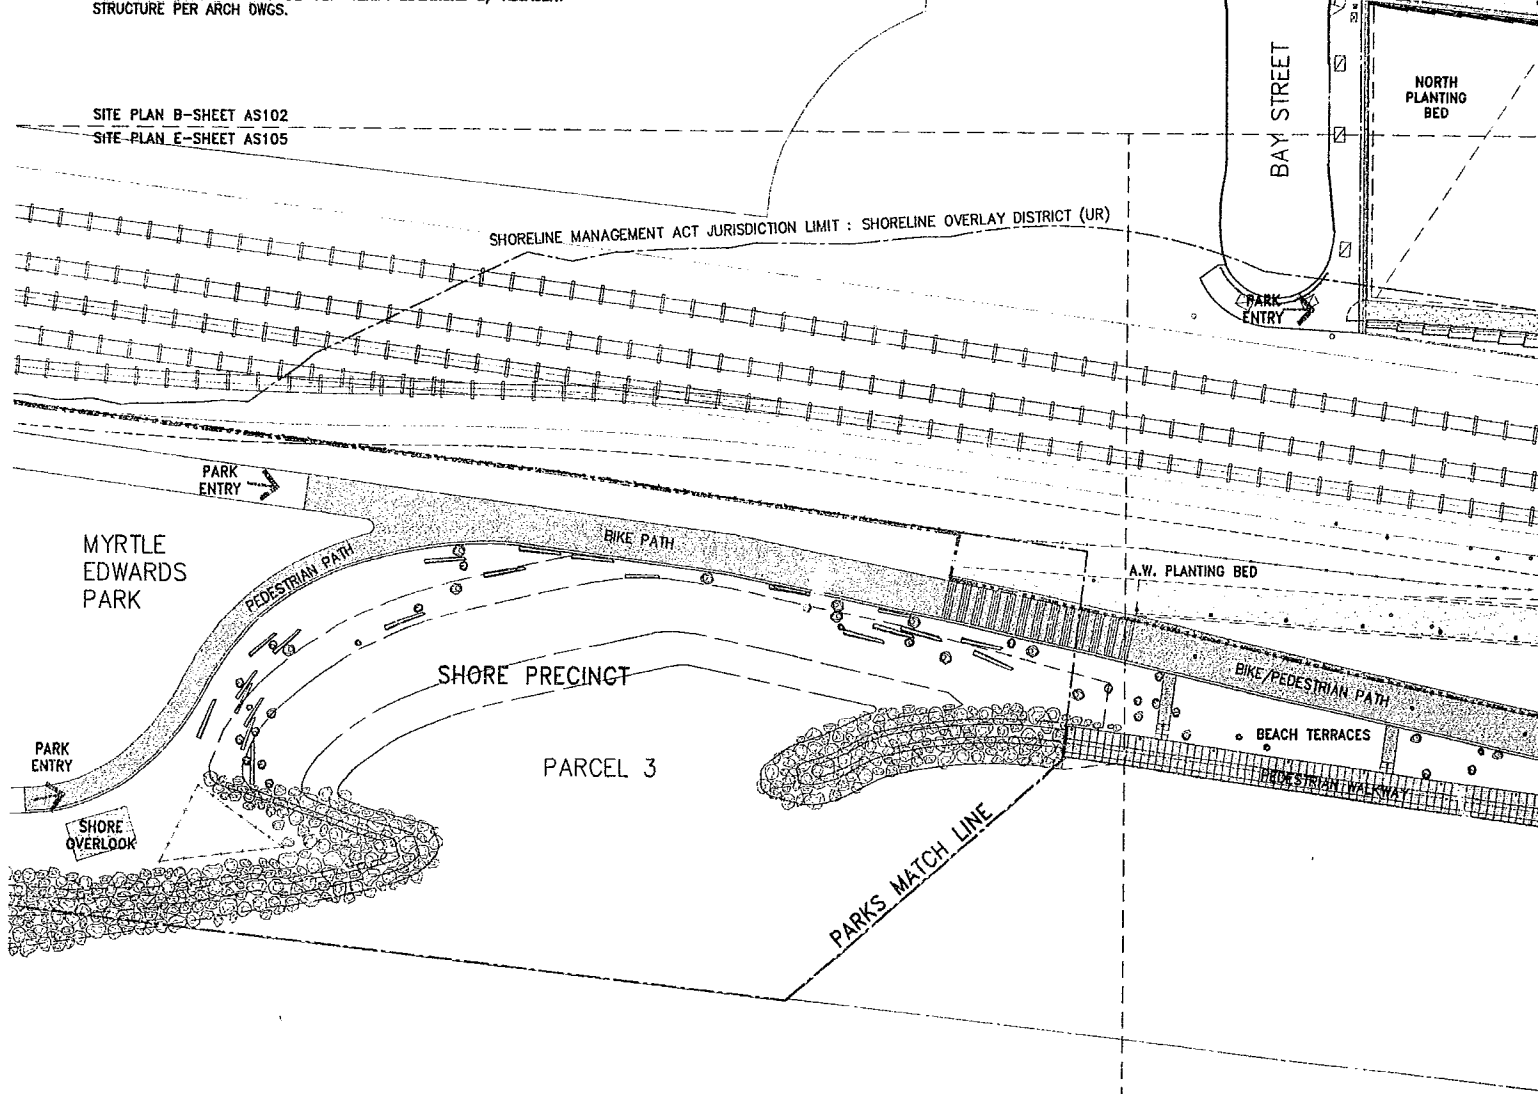 STRUCTURE PER ARCH DWGS.
SITE PLAN B-SHEET AS102
SITE PLAN E-SHEET AS105
BAY STREET
NORTH
PLANTING
BED
SHORELINE MANAGEMENT ACT JURISDICTION LIMIT : SHORELINE OVERLAY DISTRICT (UR)
PARK
ENTRY
PARK
ENTRY
MYRTLE
EDWARDS
PARK
PEDESTRIAN PATH
BIKE PATH
A.W. PLANTING BED
SHORE PRECINCT
BIKE/PEDESTRIAN PATH
BEACH TERRACES
PEDESTRIAN WALKWAY
PARK
ENTRY
PARCEL 3
SHORE
OVERLOOK
PARKS MATCH LINE